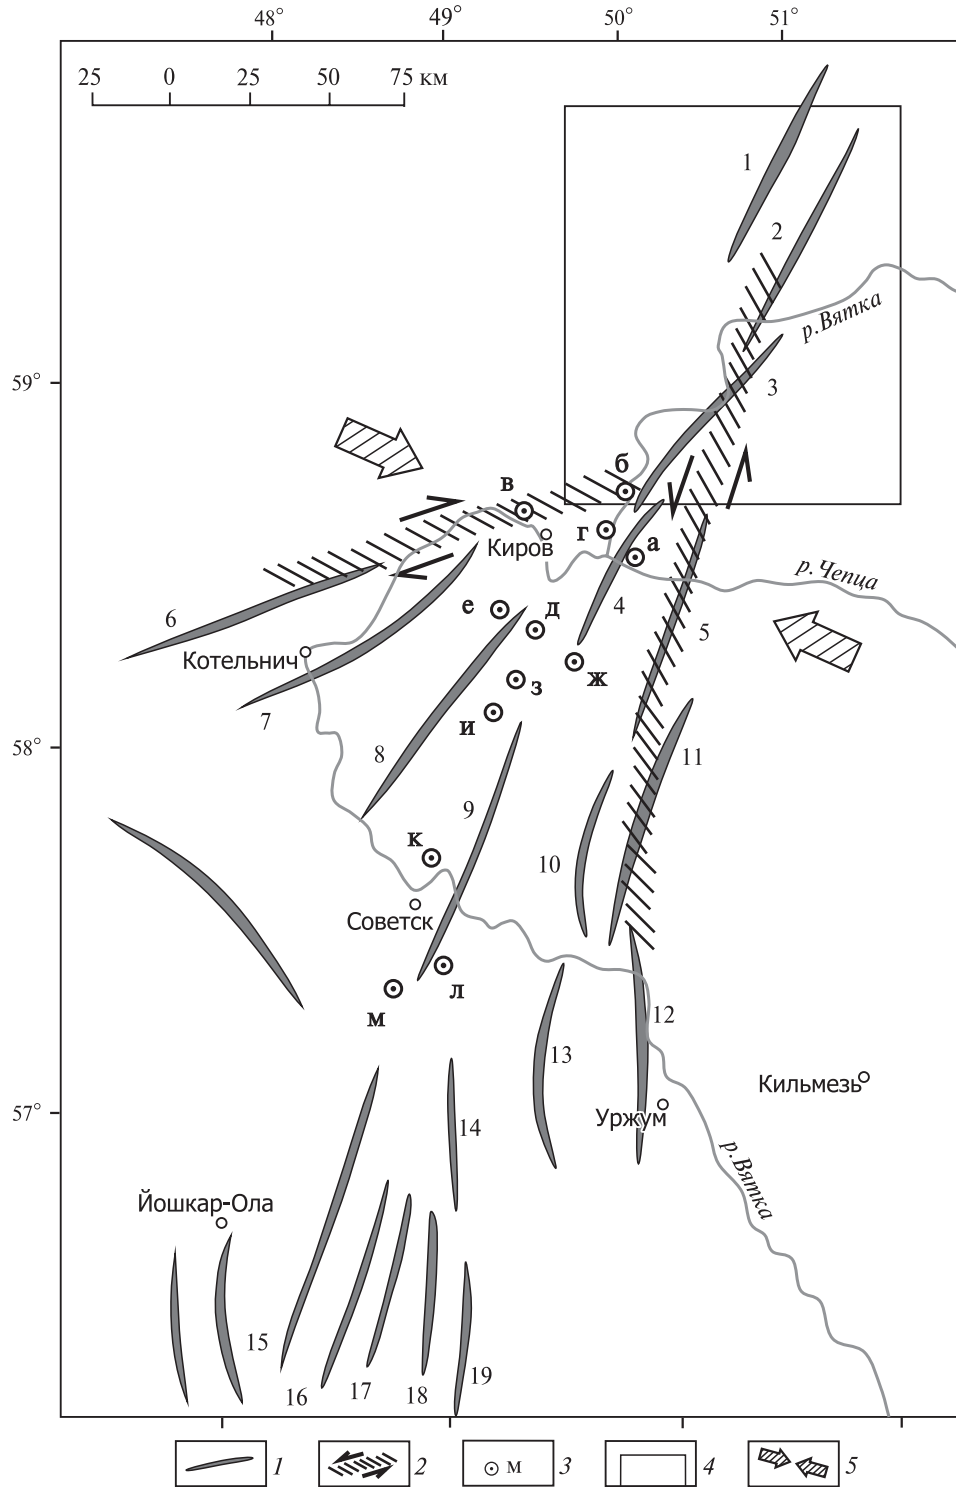 48° 49° 50° 51°
25 0 25 50 75 км
1
2
р. Вятка
59°
3
б
в
г
Киров
а
р. Чепца
е
д
4
6
5
Котельнич
ж
з
7
и
58°
8
11
9
к
10
Советск
л
м
12
13
Кильмезь
57°
Уржум
14
р. Вятка
Йошкар-Ола
15
16 17 18 19
1 2 м 3 4 5